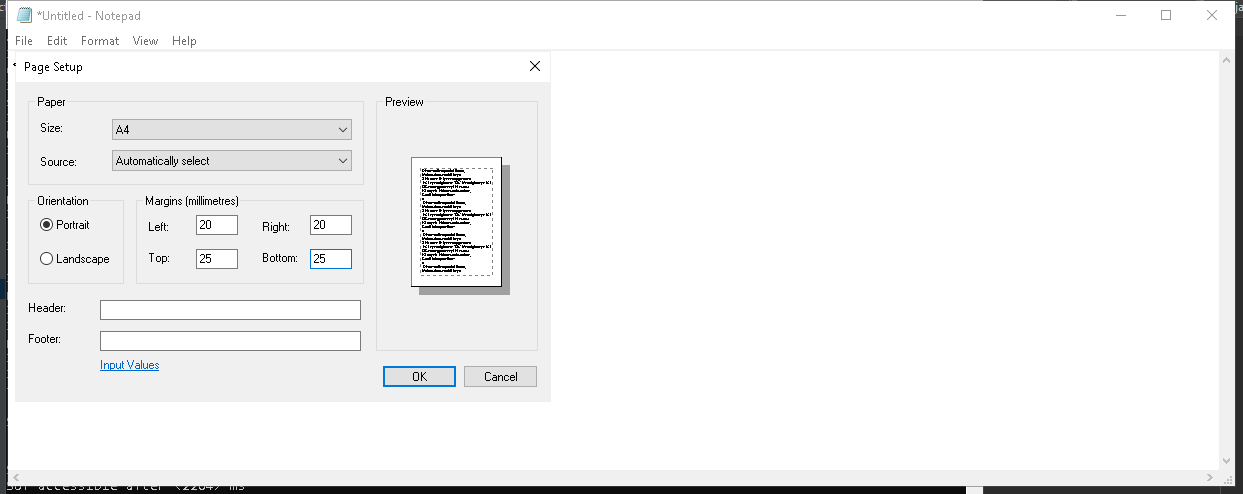 *Untitled - Notepad
File Edit Format View Help
Page Setup
Paper
Size: A4
Source: Automatically select
Preview
Orientation
Portrait
Landscape
Margins (millimetres)
Left: 20 Right: 20
Top: 25 Bottom: 25
Header:
Footer:
Input Values
OK Cancel
accessible after ms